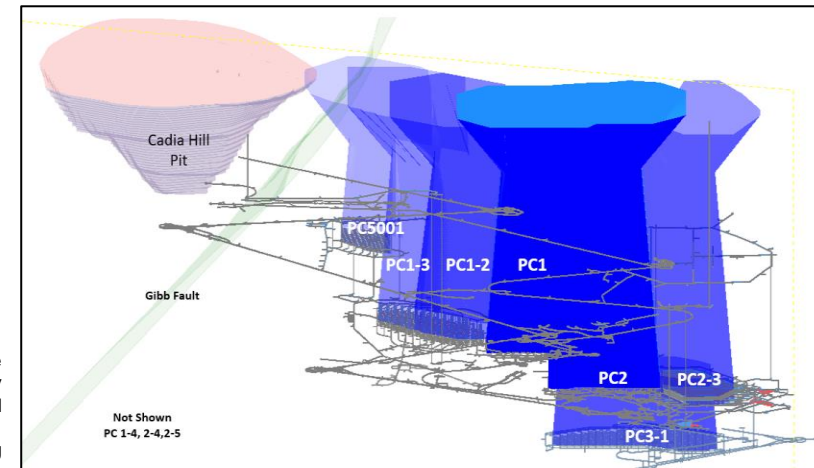 Cadia Hill
Pit
PC5001
PC1-3
PC1-2
PC1
Gibb Fault
PC2
PC2-3
Not Shown
PC 1-4, 2-4,2-5
PC3-1